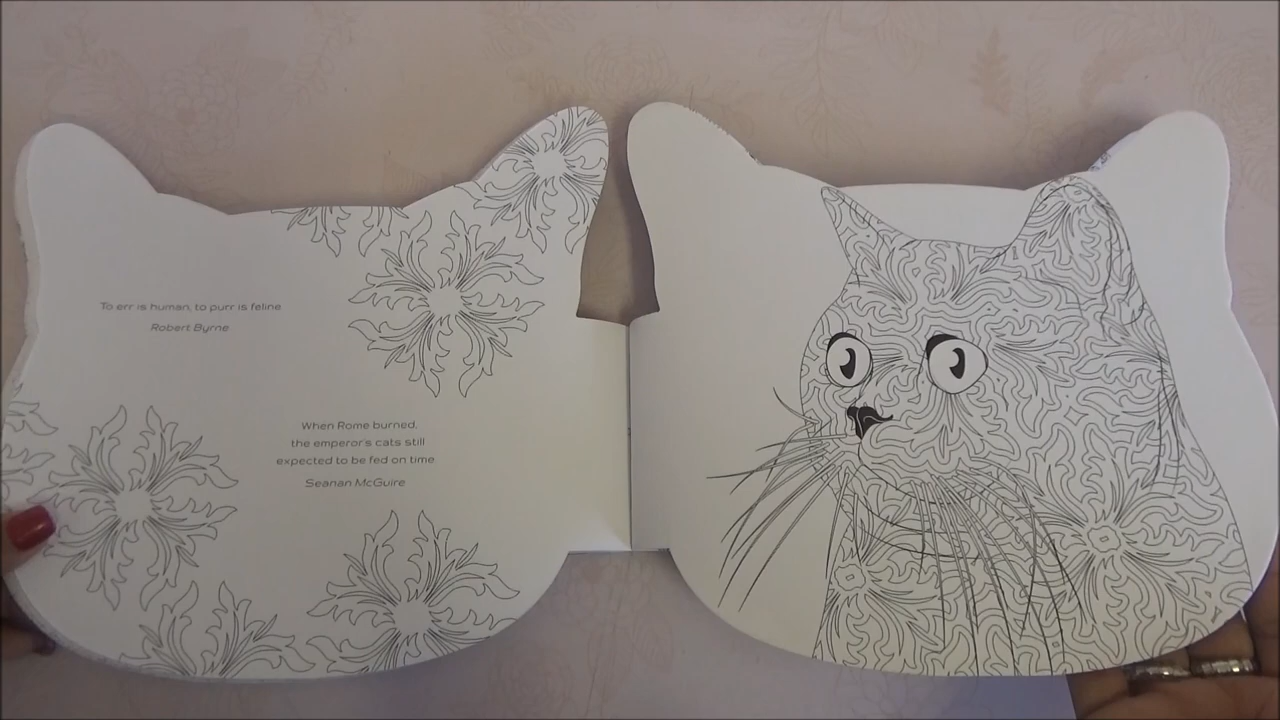 To err is human, to purr is feline
Robert Byrne
When Rome burned,
the emperor's cats still
expected to be fed on time
Seanan McGuire